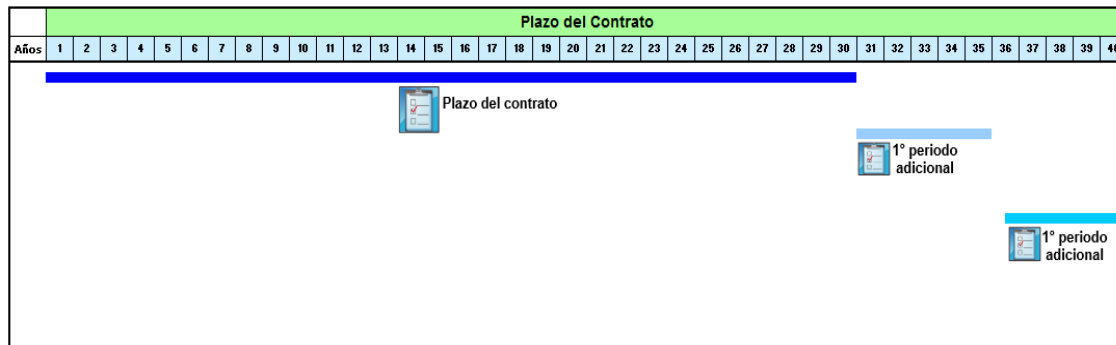 Plazo del Contrato
Años 1 2 3 4 5 6 7 8 9 10 11 12 13 14 15 16 17 18 19 20 21 22 23 24 25 26 27 28 29 30 31 32 33 34 35 36 37 38 39 40
Plazo del contrato
1° periodo
adicional
1° periodo
adicional